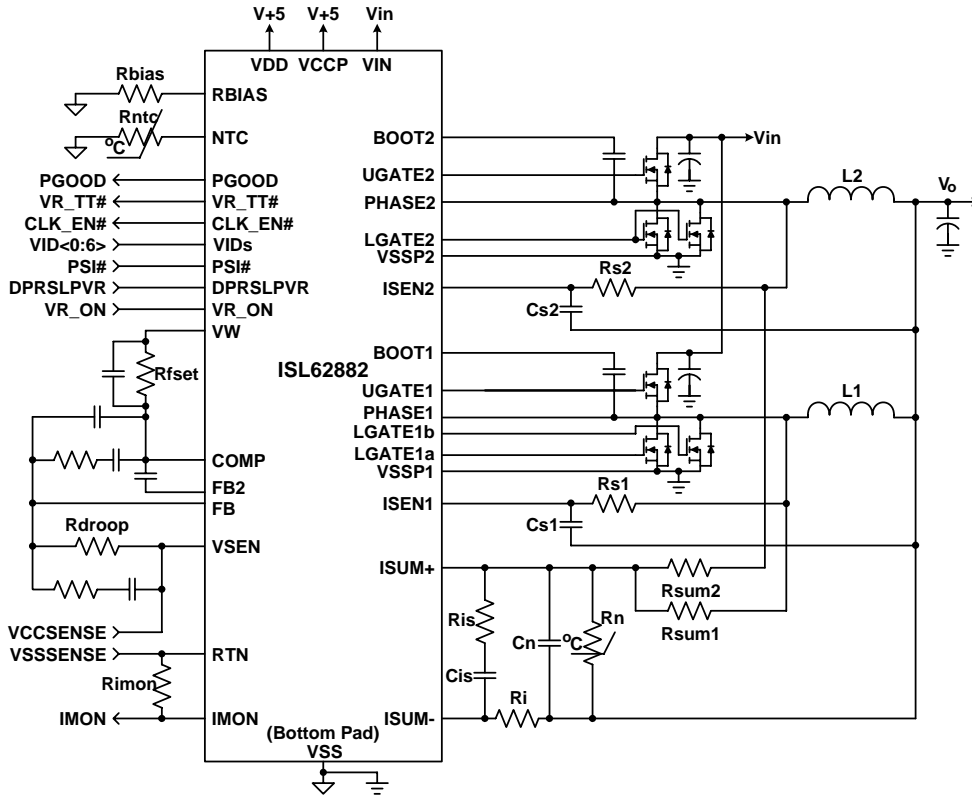 V+5 V+5 Vin
VDD VCCP VIN
Rbias
RBIAS
Rntc
°C
NTC
BOOT2
Vin
UGATE2
L2
PGOOD
PGOOD
VR_TT#
VR_TT#
PHASE2
Vo
CLK_EN#
CLK_EN#
VID<0:6>
VIDs
LGATE2
VSSP2
PSI#
PSI#
Rs2
DPRSLPVR
DPRSLPVR
ISEN2
VR_ON
VR_ON
Cs2
VW
BOOT1
Rfset
ISL62882
UGATE1
L1
PHASE1
LGATE1b
COMP
LGATE1a
VSSP1
FB2
FB
ISEN1
Rs1
Cs1
Rdroop
VSEN
ISUM+
Rsum2
Ris
Rn
Rsum1
VCCSENSE
Cn
°C
VSSSENSE
RTN
Cis
Rimon
Ri
IMON
IMON
ISUM-
(Bottom Pad)
VSS